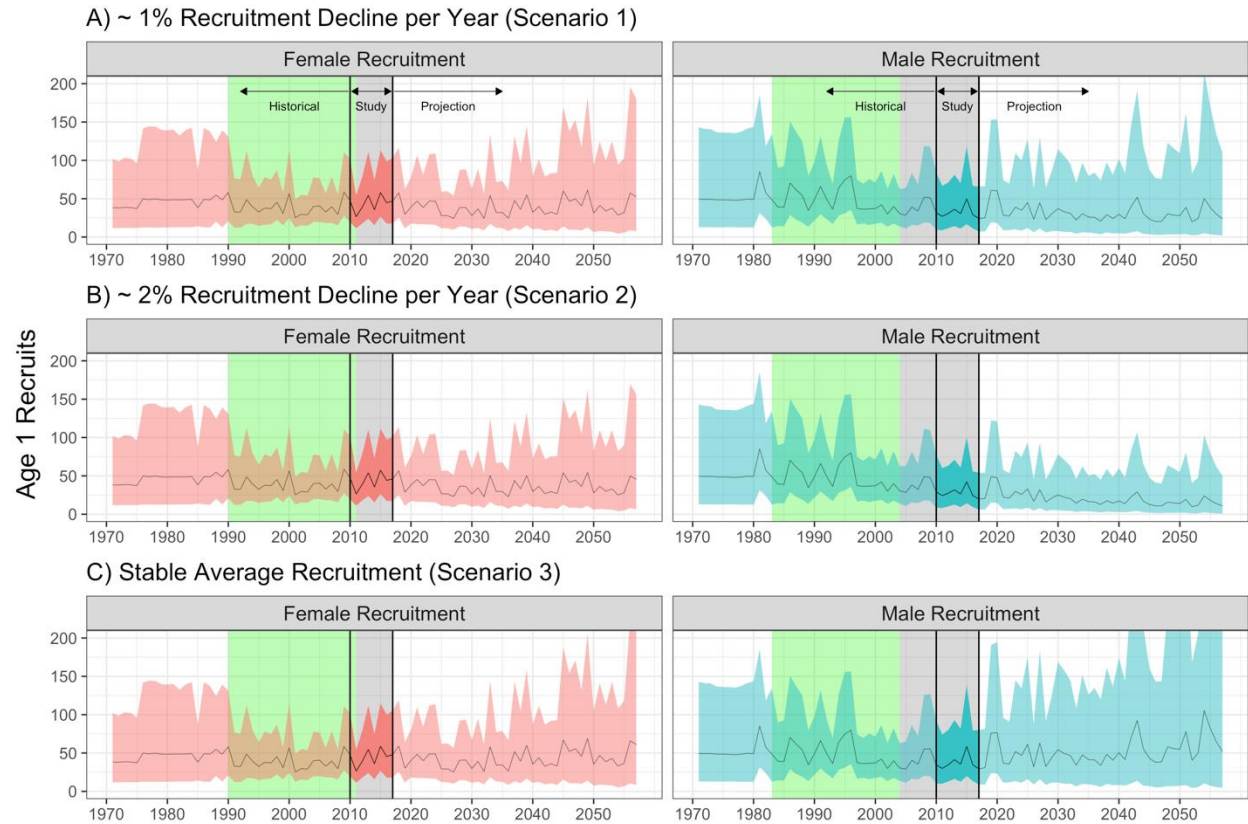 A) ~ 1% Recruitment Decline per Year (Scenario 1)
Female Recruitment
Male Recruitment
200
150
100
50
0
Historical
Study
Projection
Historical
Study
Projection
1970 1980 1990 2000 2010 2020 2030 2040 2050
1970 1980 1990 2000 2010 2020 2030 2040 2050
B) ~ 2% Recruitment Decline per Year (Scenario 2)
Female Recruitment
Male Recruitment
200
150
100
50
0
1970 1980 1990 2000 2010 2020 2030 2040 2050
1970 1980 1990 2000 2010 2020 2030 2040 2050
Age 1 Recruits
C) Stable Average Recruitment (Scenario 3)
Female Recruitment
Male Recruitment
200
150
100
50
0
1970 1980 1990 2000 2010 2020 2030 2040 2050
1970 1980 1990 2000 2010 2020 2030 2040 2050